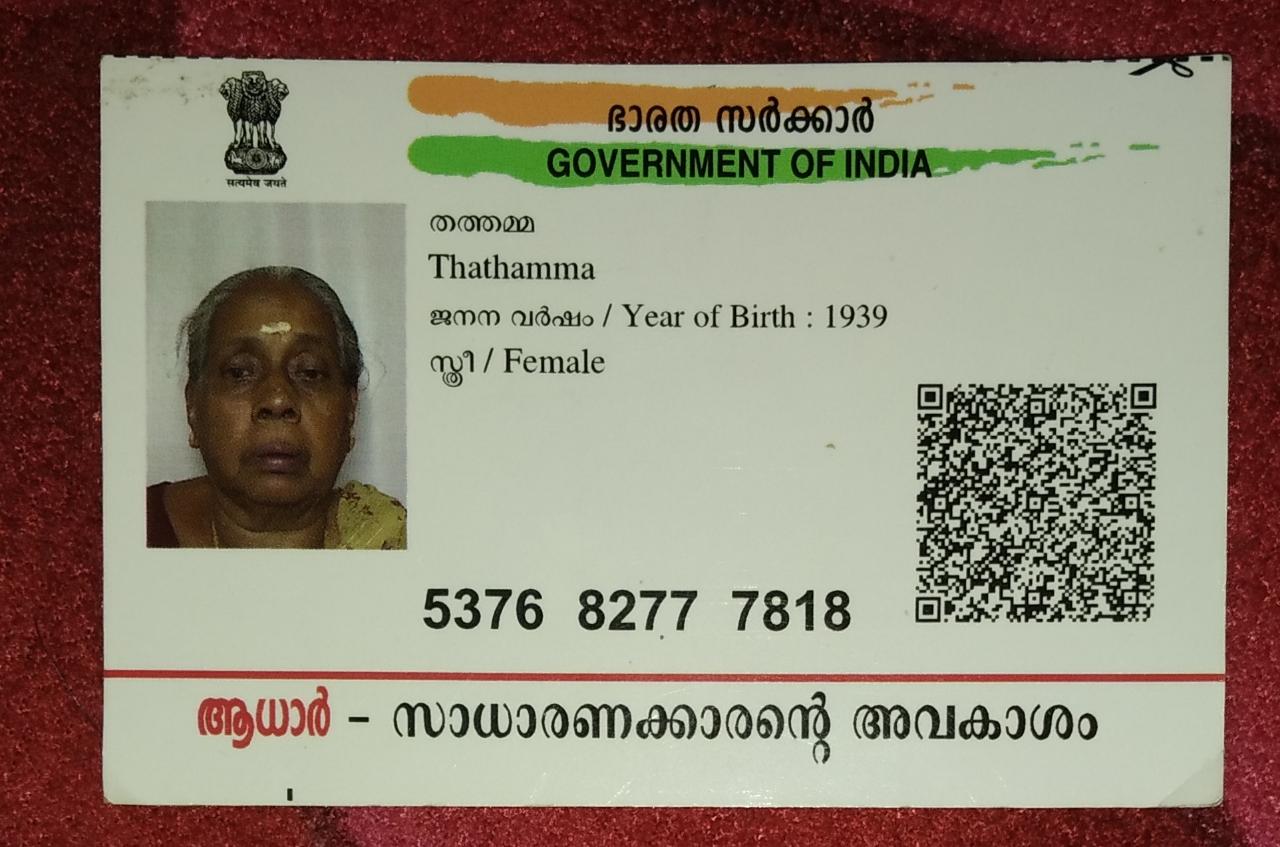 सत्यमेव जयते
ഭാരത സർക്കാർ
GOVERNMENT OF INDIA
തത്തമ്മ
Thathamma
ജനന വർഷം / Year of Birth : 1939
സ്ത്രീ / Female
5376 8277 7818
ആധാർ – സാധാരണക്കാരന്റെ അവകാശം